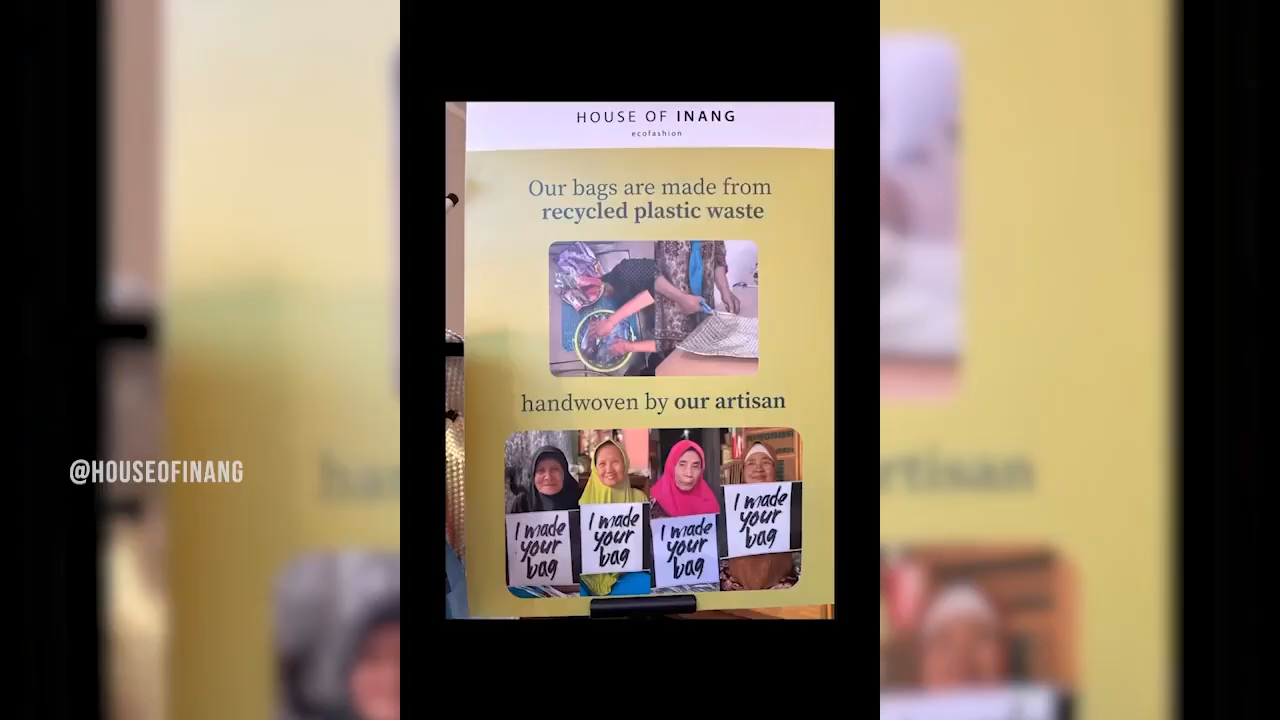 HOUSE OF INANG
ecofashion
Our bags are made from
recycled plastic waste
handwoven by our artisan
I made
your
bag
I made
your
bag
I made
your
bag
I made
your
bag
@HOUSEOFINANG
artisan